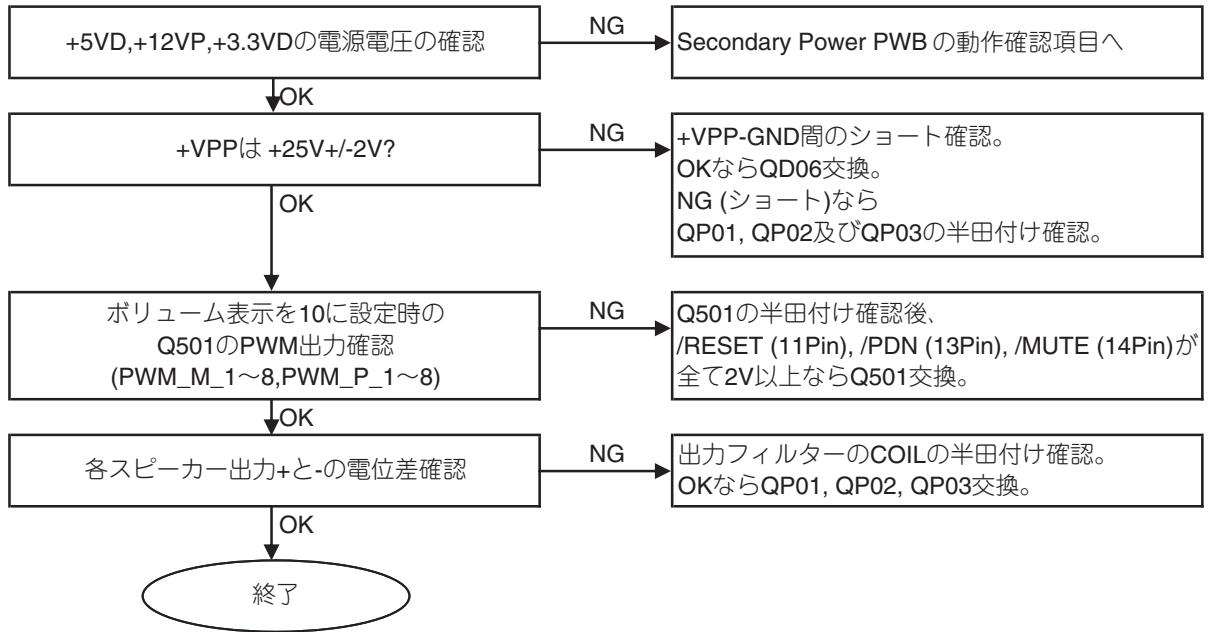 +5VD,+12VP,+3.3VDの電源電圧の確認
NG
Secondary Power PWB の動作確認項目へ
OK
+VPPは +25V+/-2V?
NG
+VPP-GND間のショート確認。
OKならQD06交換。
NG (ショート)なら
QP01, QP02及びQP03の半田付け確認。
OK
ボリューム表示を10に設定時の
Q501のPWM出力確認
(PWM_M_1〜8,PWM_P_1〜8)
NG
Q501の半田付け確認後、
/RESET (11Pin), /PDN (13Pin), /MUTE (14Pin)が
全て2V以上ならQ501交換。
OK
各スピーカー出力+と-の電位差確認
NG
出力フィルターのCOILの半田付け確認。
OKならQP01, QP02, QP03交換。
OK
終了